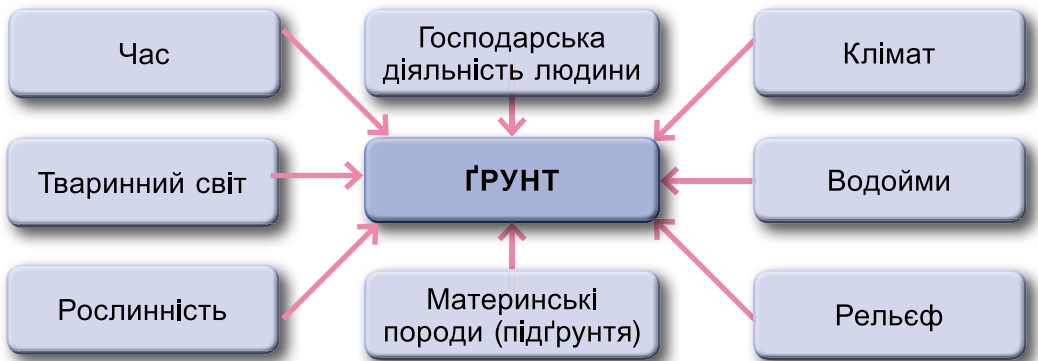 Час
Господарська
діяльність людини
Клімат
Тваринний світ
ҐРУНТ
Водойми
Рослинність
Материнські
породи (підґрунтя)
Рельєф